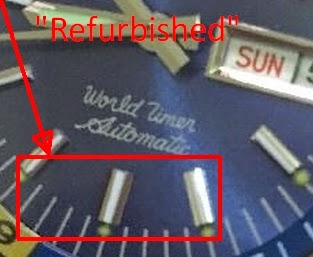 "Refurbished"
SUN
World Timer
Automatic